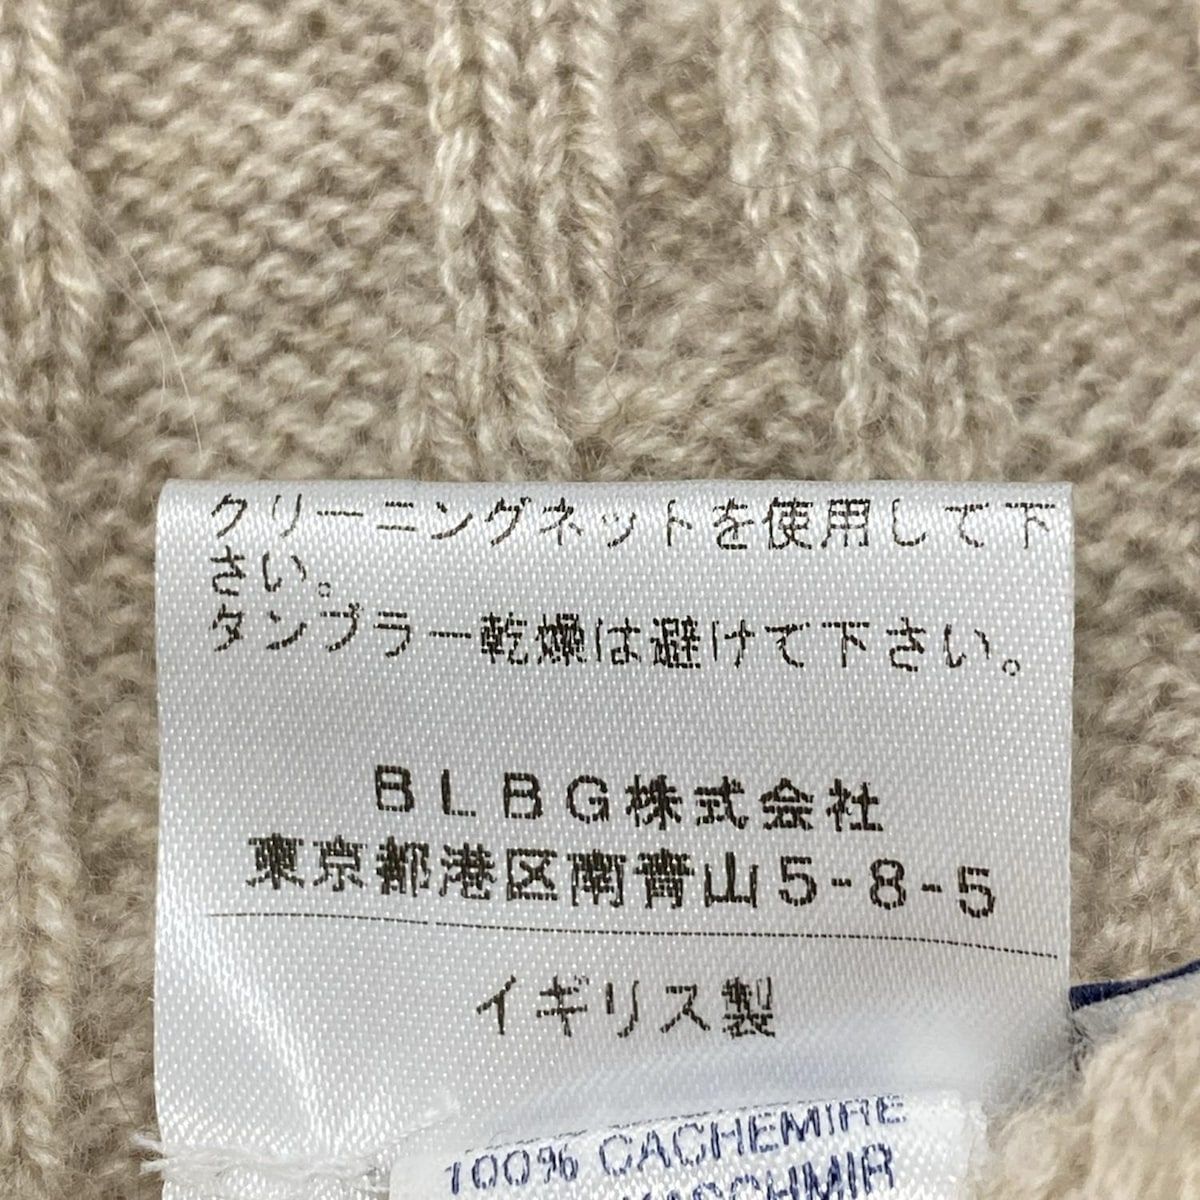 クリーニングネットを使用して下
さい。
タンブラー乾燥は避けて下さい。
BLBG株式会社
東京都港区南青山5-8-5
イギリス製
100% CACHEMIRE